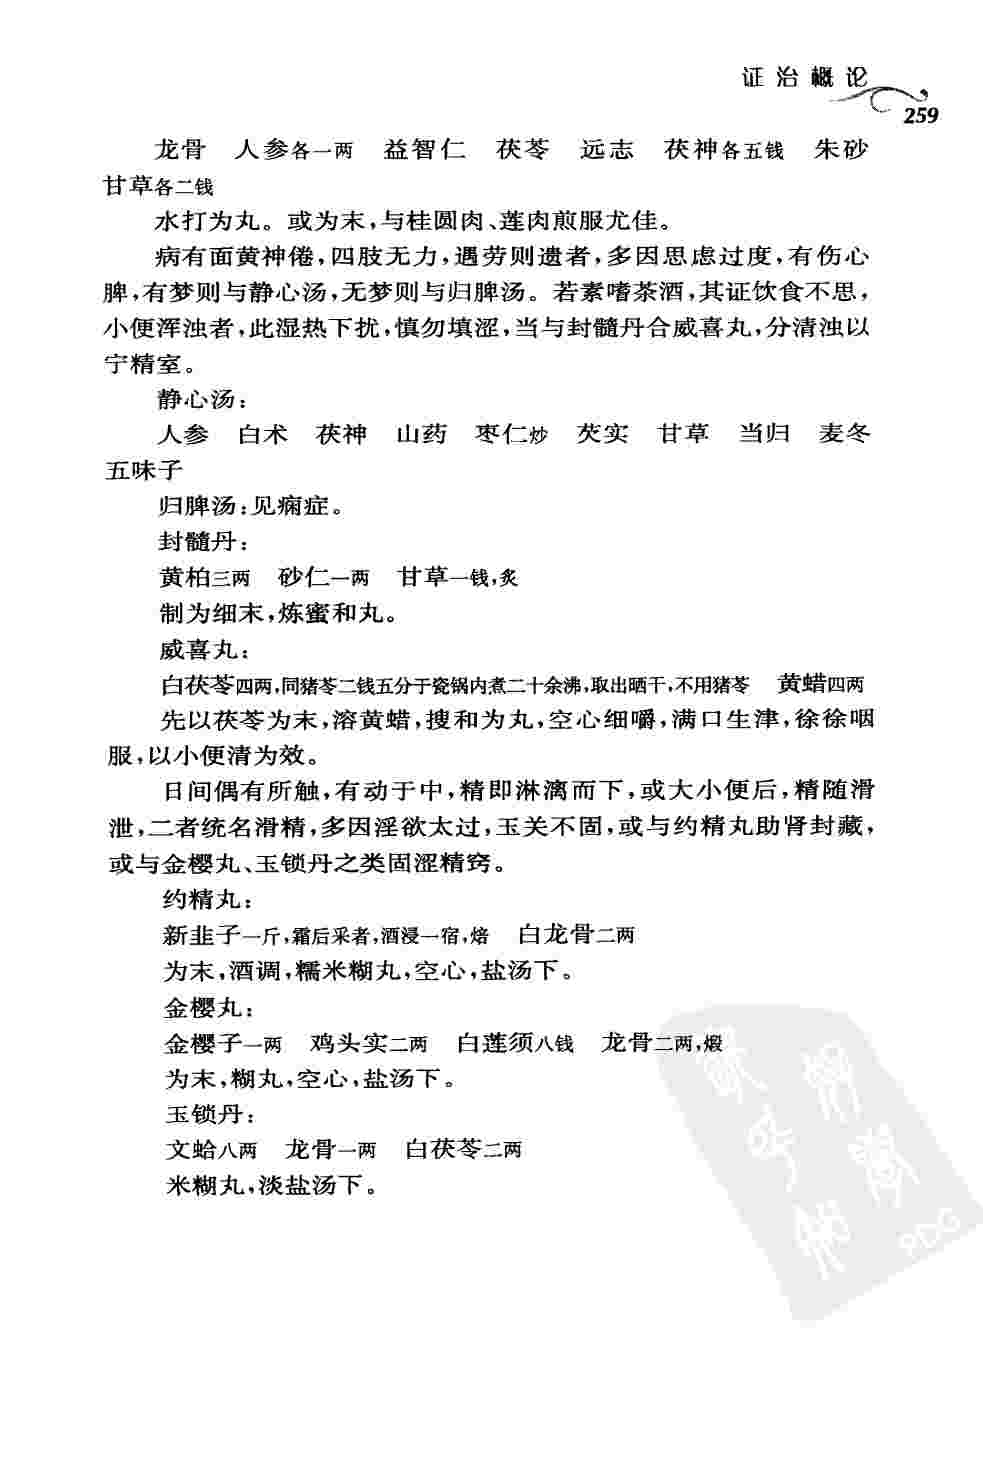 证治概论
259
龙骨　人参各一两　益智仁　茯苓　远志　茯神各五钱　朱砂
甘草各二钱
水打为丸。或为末，与桂圆肉、莲肉煎服尤佳。
病有面黄神倦，四肢无力，遇劳则遗者，多因思虑过度，有伤心
脾，有梦则与静心汤，无梦则与归脾汤。若素嗜茶酒，其证饮食不思，
小便浑浊者，此湿热下扰，慎勿填涩，当与封髓丹合威喜丸，分清浊以
宁精室。
静心汤：
人参　白术　茯神　山药　枣仁炒　芡实　甘草　当归　麦冬
五味子
归脾汤：见痫症。
封髓丹：
黄柏三两　砂仁一两　甘草一钱，炙
制为细末，炼蜜和丸。
威喜丸：
白茯苓四两，同猪苓二钱五分于瓷锅内煮二十余沸，取出晒干，不用猪苓　黄蜡四两
先以茯苓为末，溶黄蜡，搜和为丸，空心细嚼，满口生津，徐徐咽
服，以小便清为效。
日间偶有所触，有动于中，精即淋漓而下，或大小便后，精随滑
泄，二者统名滑精，多因淫欲太过，玉关不固，或与约精丸助肾封藏，
或与金樱丸、玉锁丹之类固涩精窍。
约精丸：
新韭子一斤，霜后采者，酒浸一宿，焙　白龙骨二两
为末，酒调，糯米糊丸，空心，盐汤下。
金樱丸：
金樱子一两　鸡头实二两　白莲须八钱　龙骨二两，煅
为末，糊丸，空心，盐汤下。
玉锁丹：
文蛤八两　龙骨一两　白茯苓二两
米糊丸，淡盐汤下。
PDG